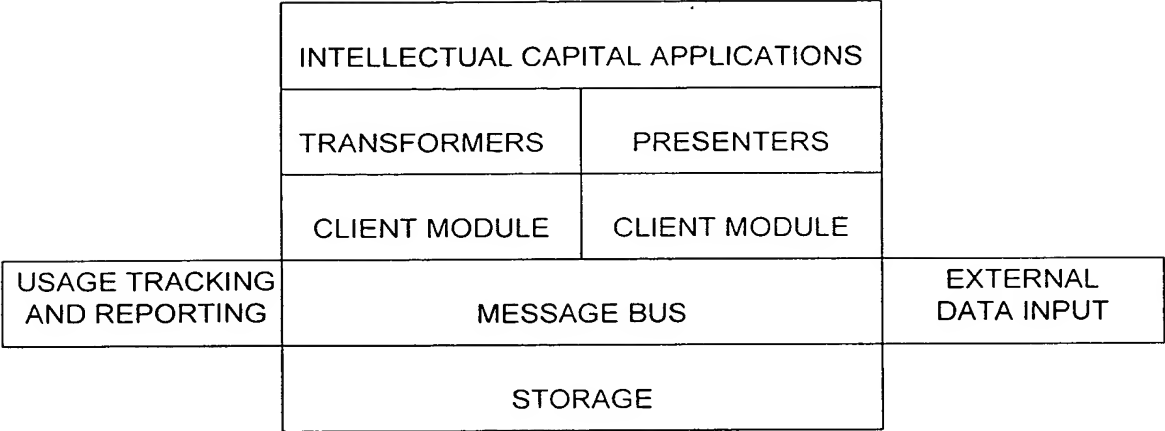 INTELLECTUAL CAPITAL APPLICATIONS
TRANSFORMERS
PRESENTERS
CLIENT MODULE
CLIENT MODULE
USAGE TRACKING
AND REPORTING
MESSAGE BUS
EXTERNAL
DATA INPUT
STORAGE